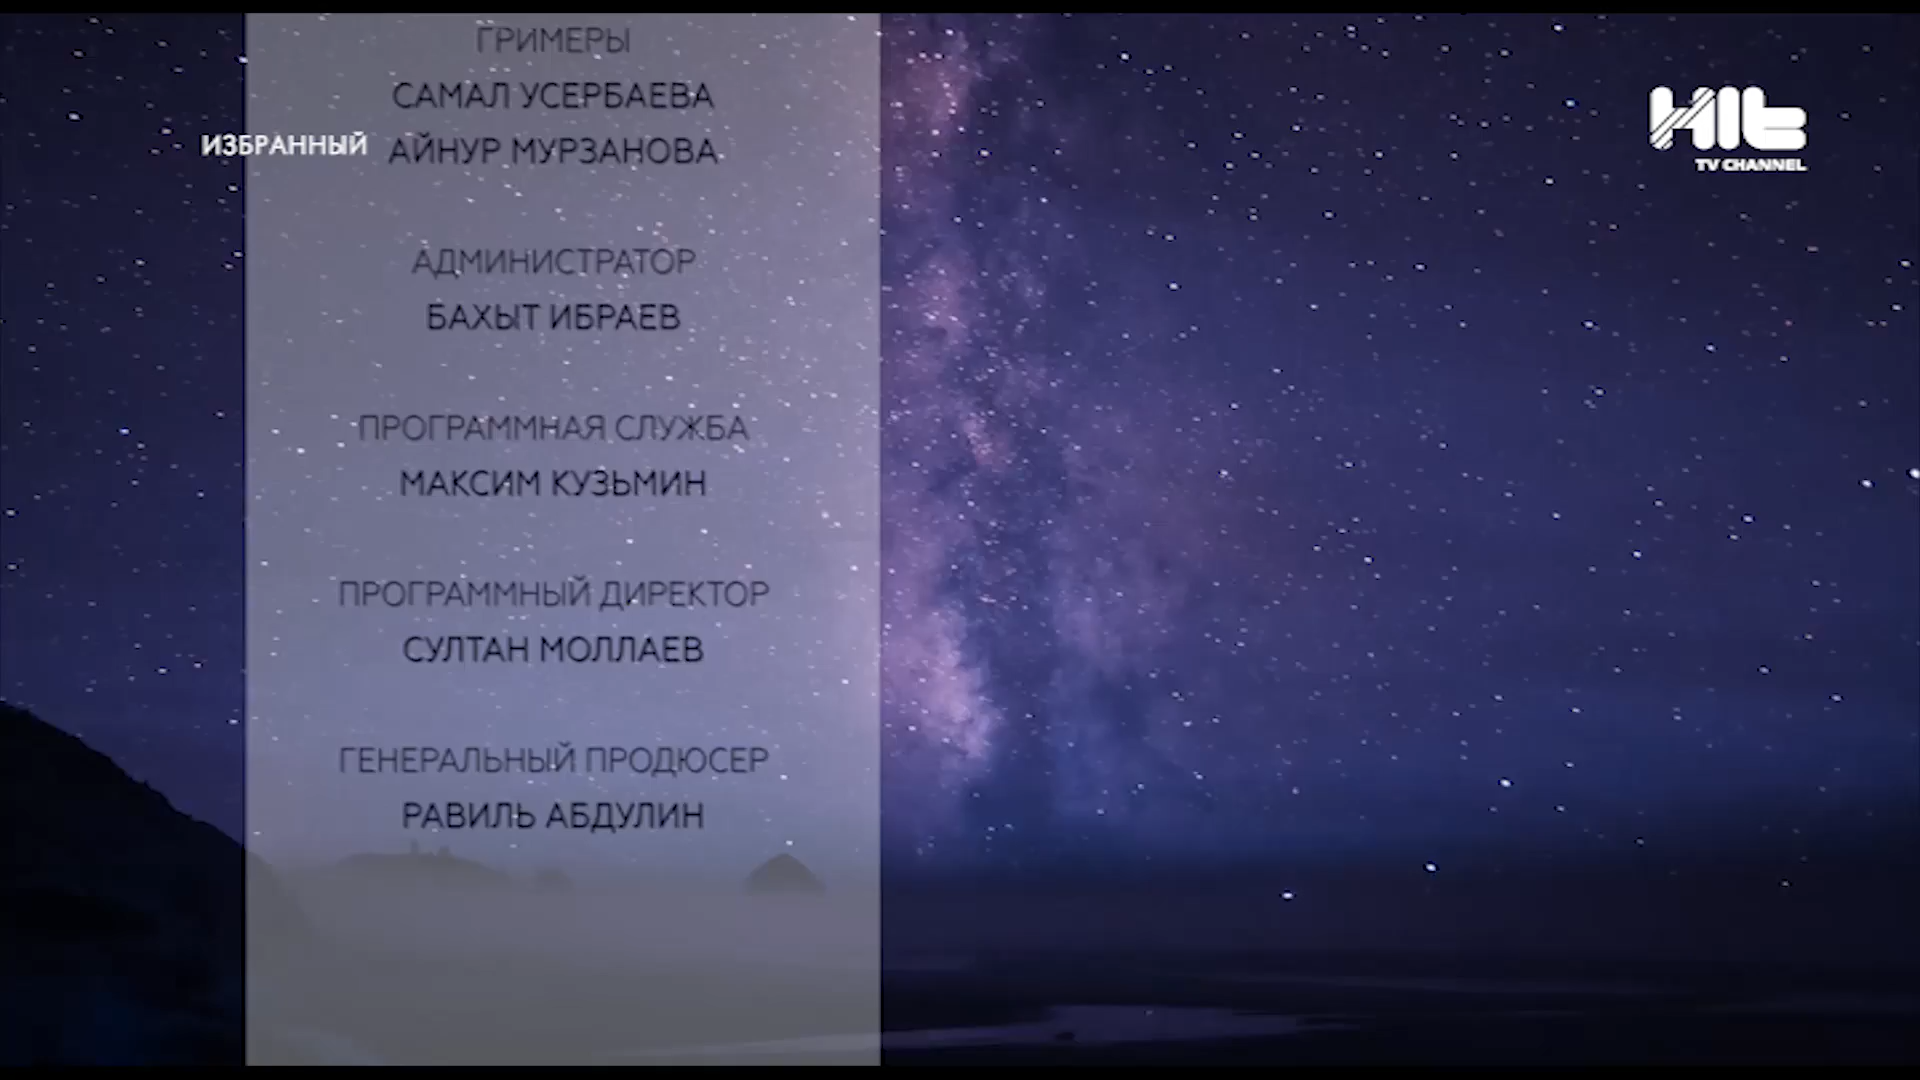 ГРИМЕРЫ
САМАЛ УСЕРБАЕВА
ИЗБРАННЫЙ
АЙНУР МУРЗАНОВА
HIt
TV CHANNEL
АДМИНИСТРАТОР
БАХЫТ ИБРАЕВ
ПРОГРАММНАЯ СЛУЖБА
МАКСИМ КУЗЬМИН
ПРОГРАММНЫЙ ДИРЕКТОР
СУЛТАН МОЛЛАЕВ
ГЕНЕРАЛЬНЫЙ ПРОДЮСЕР
РАВИЛЬ АБДУЛИН